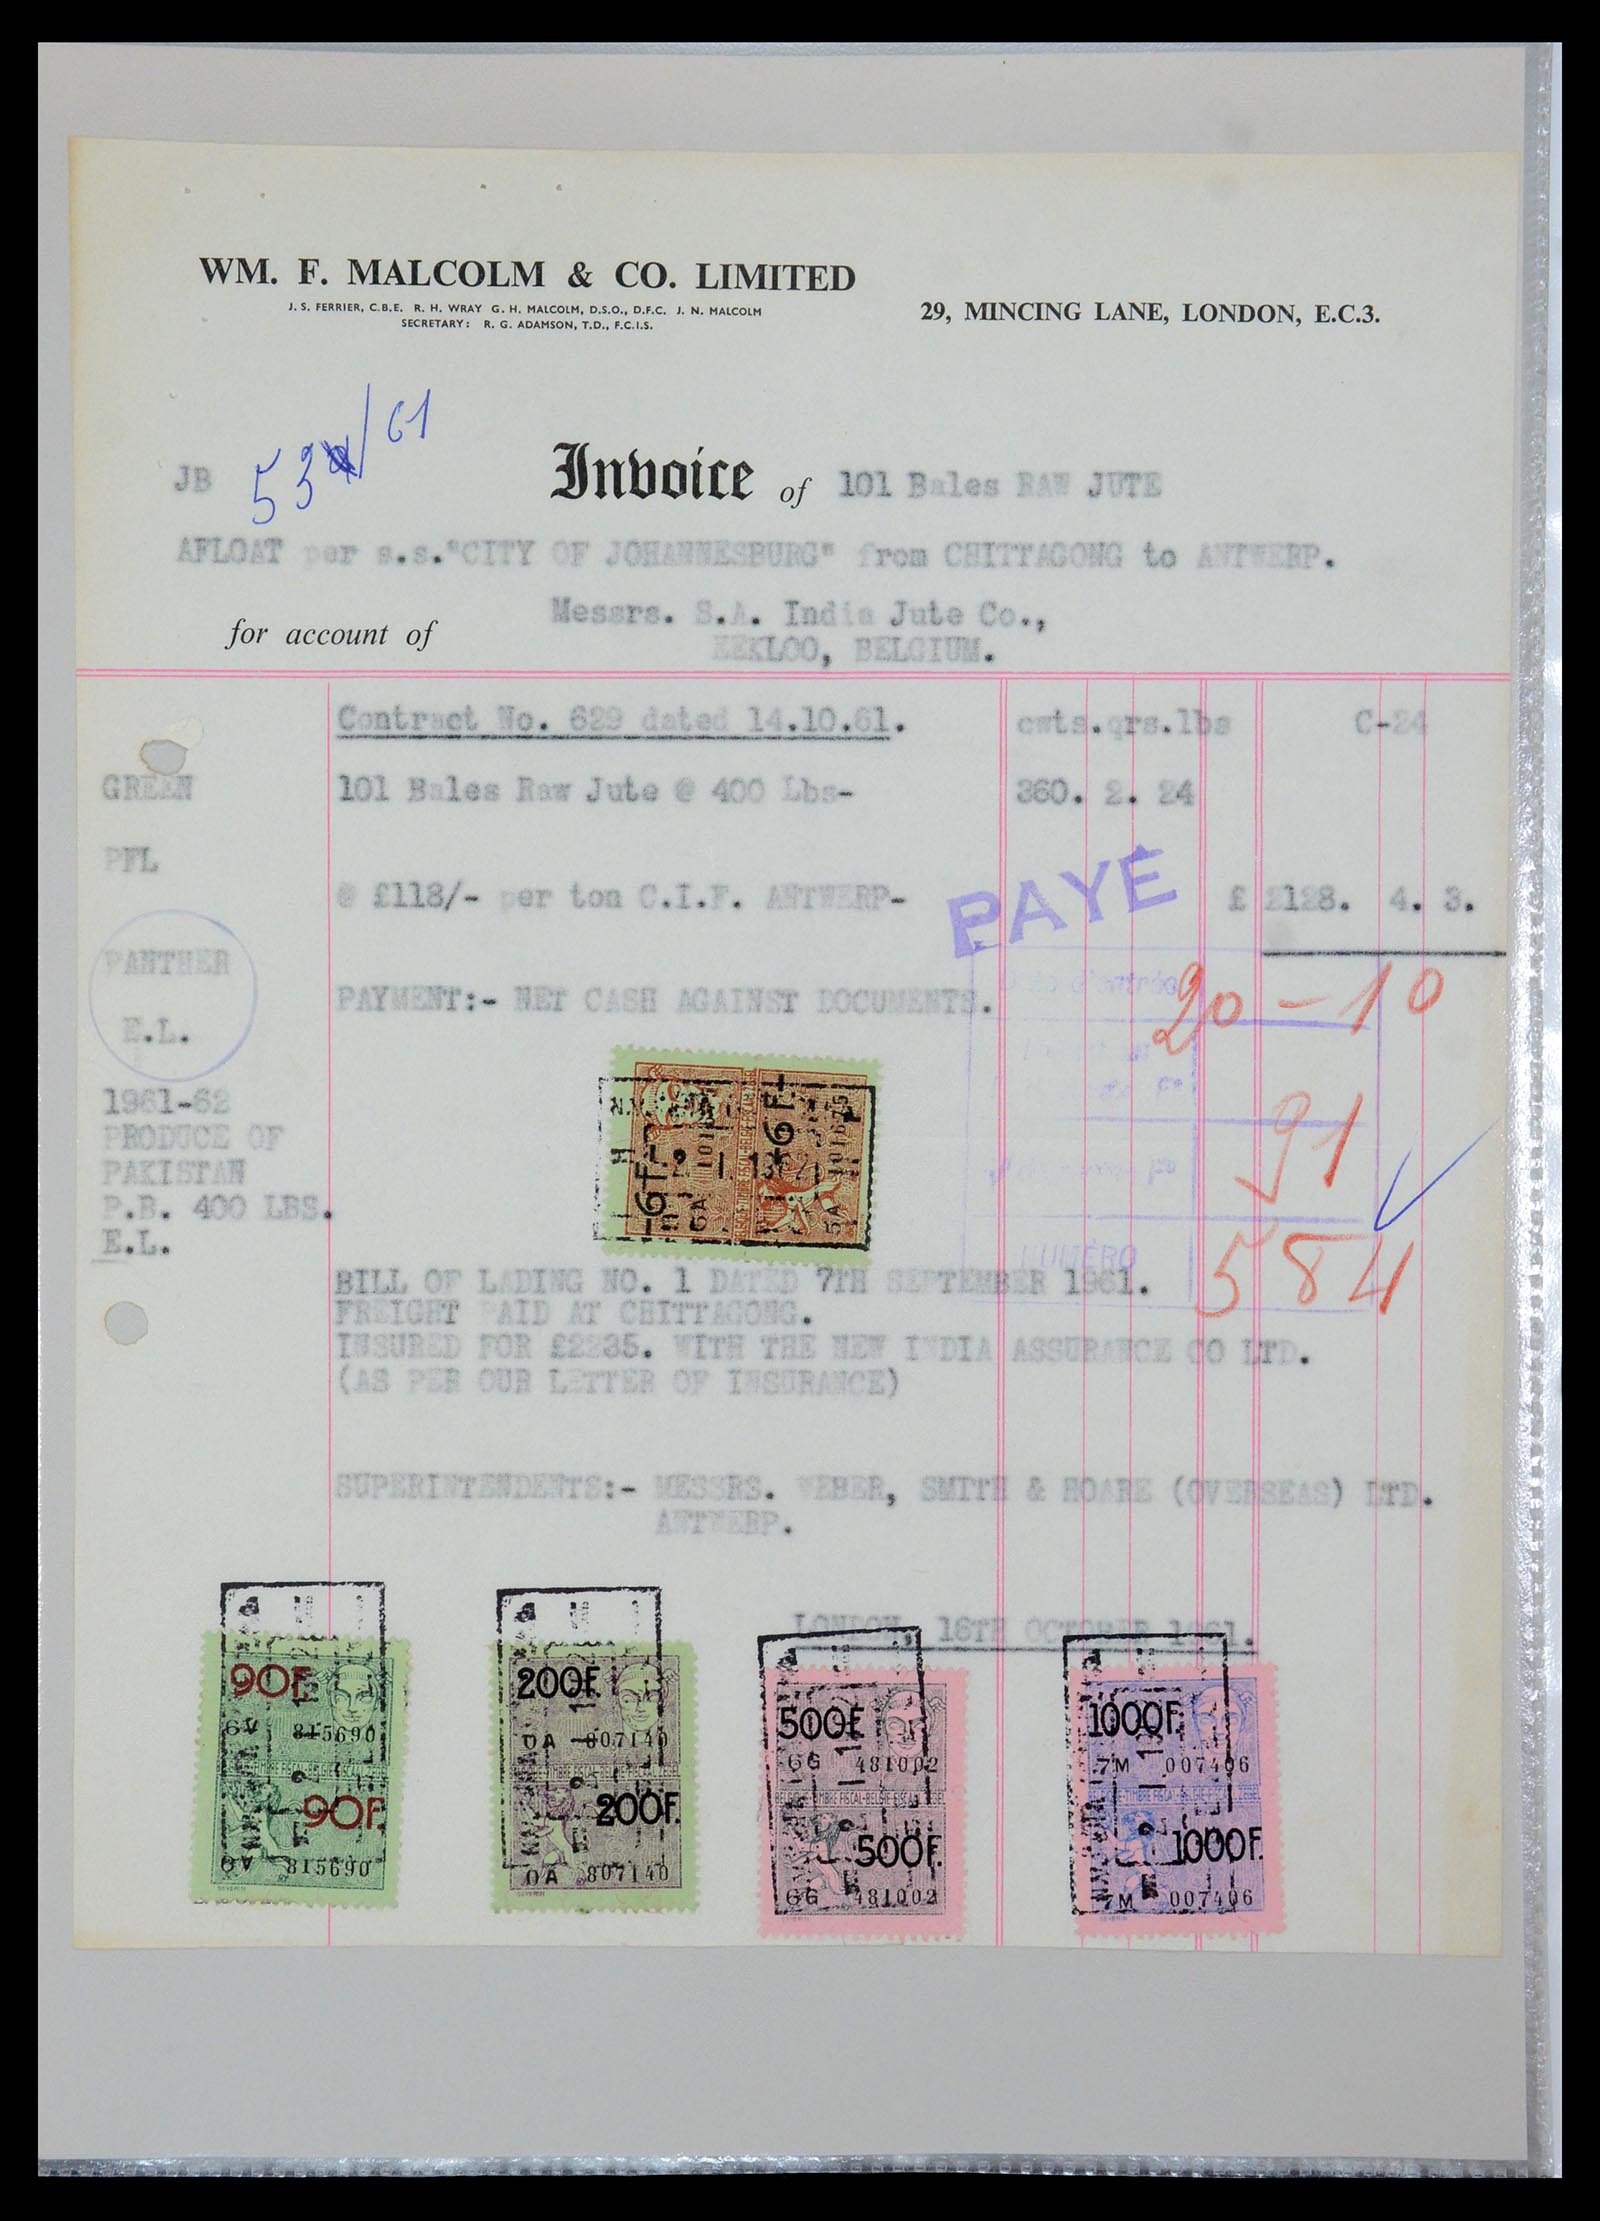 WM. F. MALCOLM & CO. LIMITED
J. S. FERRIER, C.B.E. R. H. WRAY G. H. MALCOLM, D.S.O., D.F.C. J. N. MALCOLM
SECRETARY: R. G. ADAMSON, T.D., F.C.I.S.
29, MINCING LANE, LONDON, E.C.3.
JB
Invoice of 101 Bales RAW JUTE
AFLOAT per s.s."CITY OF JOHANNESBURG" from CHITTAGONG to ANTWERP.
for account of Messrs. S.A. India Jute Co.,
EEKLOO, BELGIUM.
Contract No. 629 dated 14.10.61. cwts.qrs.lbs C-24
GREEN 101 Bales Raw Jute @ 400 Lbs- 360. 2. 24
PFL
@ £118/- per ton C.I.F. ANTWERP- £ 2128. 4. 3.
PAYÉ
PANTHER
E.L.
PAYMENT:- NET CASH AGAINST DOCUMENTS.
20-10
91
584
NUMÉRO
1961-62
PRODUCE OF
PAKISTAN
P.B. 400 LBS.
E.L.
BILL OF LADING NO. 1 DATED 7TH SEPTEMBER 1961.
FREIGHT PAID AT CHITTAGONG.
INSURED FOR £2235. WITH THE NEW INDIA ASSURANCE CO LTD.
(AS PER OUR LETTER OF INSURANCE)
SUPERINTENDENTS:- MESSRS. WEBER, SMITH & HOARE (OVERSEAS) LTD.
ANTWERP.
LONDON, 16TH OCTOBER 1961.
90F. 200F. 500F 1000F.
815690 0A 807140 6G 481002 7M 007406
90F. 200F. 500F. 1000F.
815690 0A 807140 6G 481002 7M 007406